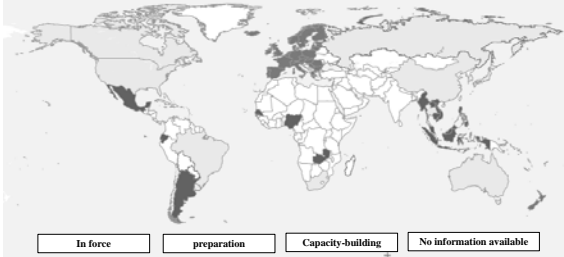 In force
preparation
Capacity-building
No information available